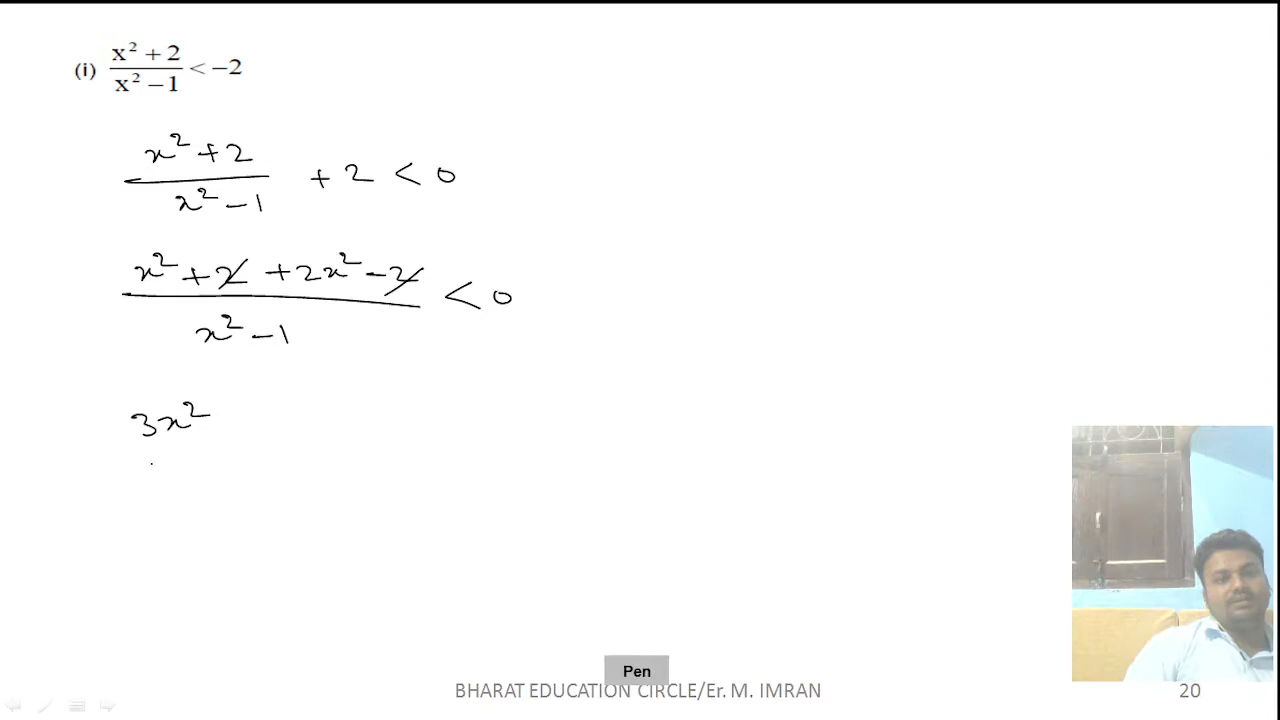 (i) x² + 2 / x² − 1 < −2
x² + 2 / x² − 1 + 2 < 0
x² + 2 + 2x² − 2 / x² − 1 < 0
3x²
Pen
BHARAT EDUCATION CIRCLE/Er. M. IMRAN 20